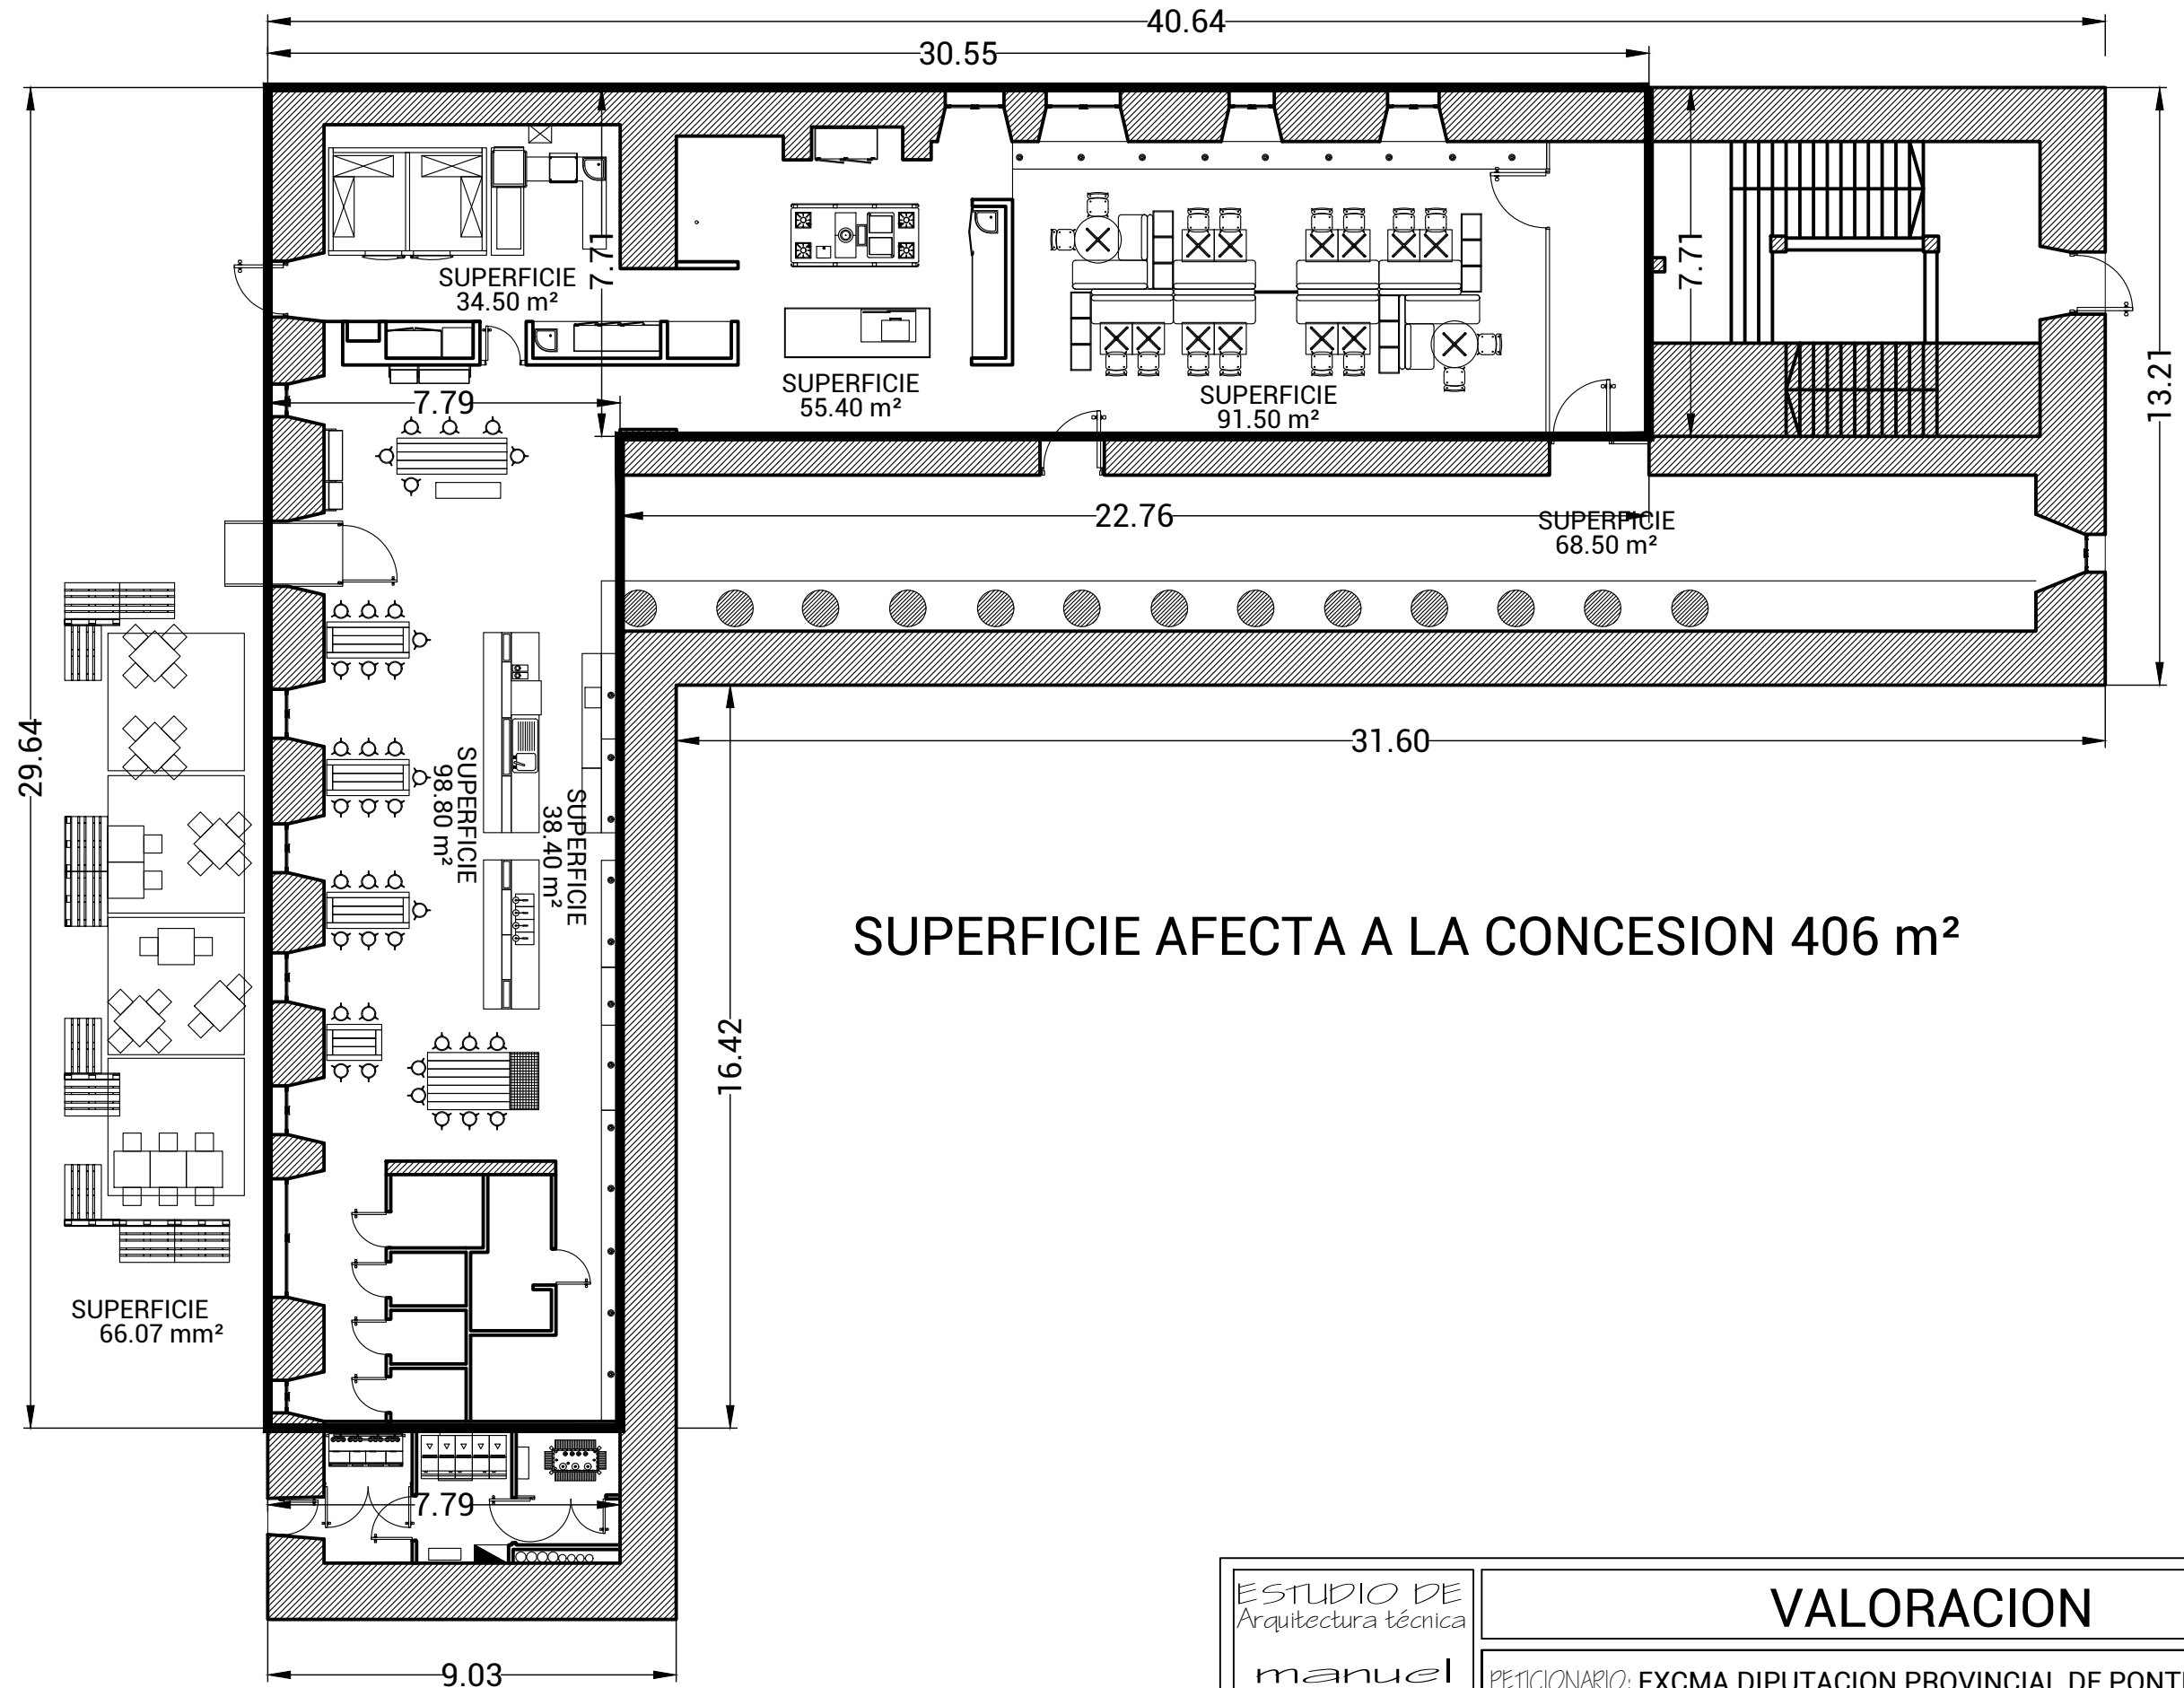 40.64
30.55
SUPERFICIE
34.50 m²
7.71
7.71
SUPERFICIE
55.40 m²
SUPERFICIE
91.50 m²
13.21
7.79
22.76
SUPERFICIE
68.50 m²
31.60
29.64
SUPERFICIE
98.80 m²
SUPERFICIE
38.40 m²
SUPERFICIE AFECTA A LA CONCESION 406 m²
16.42
SUPERFICIE
66.07 mm²
7.79
9.03
ESTUDIO DE
Arquitectura técnica
manuel
VALORACION
PETICIONARIO: EXCMA DIPUTACION PROVINCIAL DE